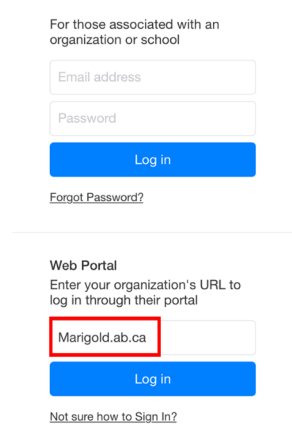 For those associated with an
organization or school
Email address
Password
Log in
Forgot Password?
Web Portal
Enter your organization's URL to
log in through their portal
Marigold.ab.ca
Log in
Not sure how to Sign In?